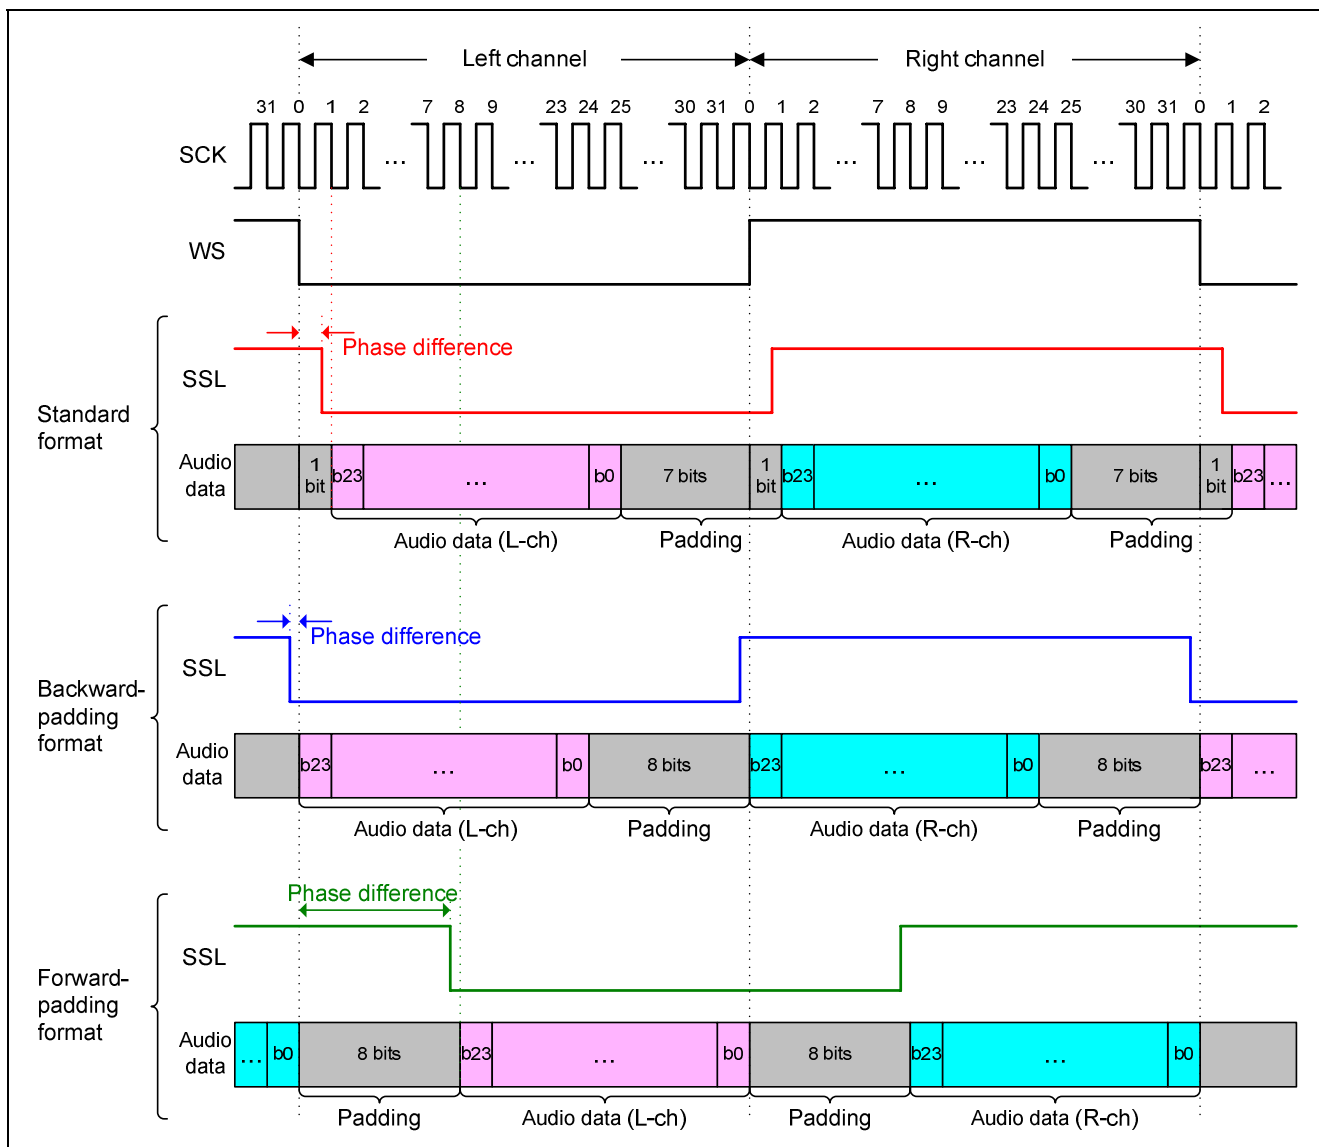 Left channel
Right channel
31 0 1 2 7 8 9 23 24 25 30 31 0 1 2 7 8 9 23 24 25 30 31 0 1 2
SCK ... ... ... ... ... ...
WS
Phase difference
SSL
Standard
format
Audio
data
1
bit
b23 ... b0 7 bits
1
bit
b23 ... b0 7 bits
1
bit
b23 ...
Audio data (L-ch) Padding Audio data (R-ch) Padding
Phase difference
SSL
Backward-
padding
format
Audio
data
b23 ... b0 8 bits b23 ... b0 8 bits b23 ...
Audio data (L-ch) Padding Audio data (R-ch) Padding
Phase difference
SSL
Forward-
padding
format
Audio
data
... b0 8 bits b23 ... b0 8 bits b23 ... b0
Padding Audio data (L-ch) Padding Audio data (R-ch)